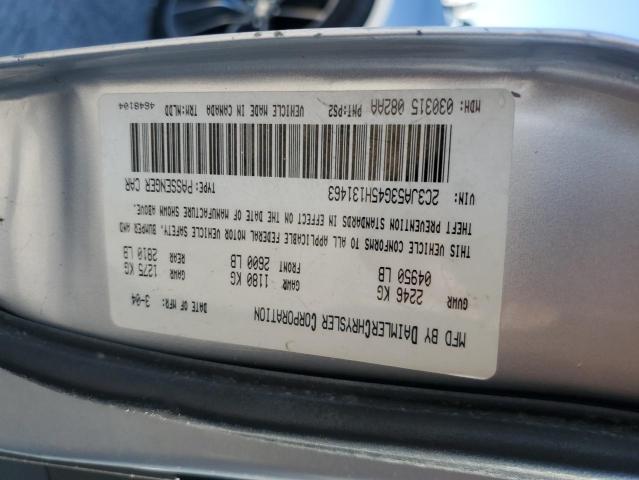 MFD BY DAIMLERCHRYSLER CORPORATION
DATE OF MFR: 3-04
GVWR
2246 KG
04950 LB
GAWR
1180 KG
FRONT 2600 LB
GAWR
1275 KG
REAR 2810 LB
THIS VEHICLE CONFORMS TO ALL APPLICABLE FEDERAL MOTOR VEHICLE SAFETY, BUMPER AND
THEFT PREVENTION STANDARDS IN EFFECT ON THE DATE OF MANUFACTURE SHOWN ABOVE.
VIN: 2C3JA53G45H131463 TYPE: PASSENGER CAR
MDH: 030315 082AA PNT:PS2 VEHICLE MADE IN CANADA TRM:NLDD
4648104